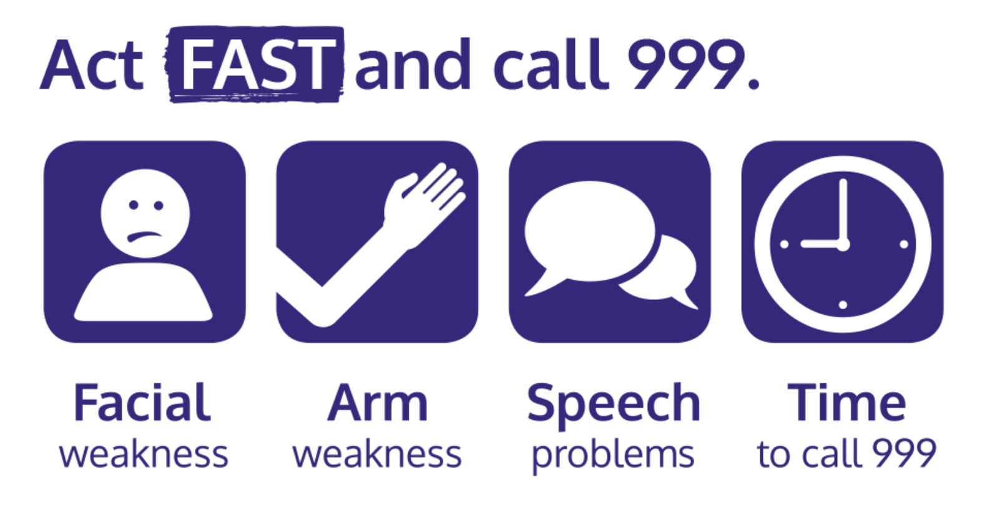 Act FAST and call 999.
Facial
weakness
Arm
weakness
Speech
problems
Time
to call 999